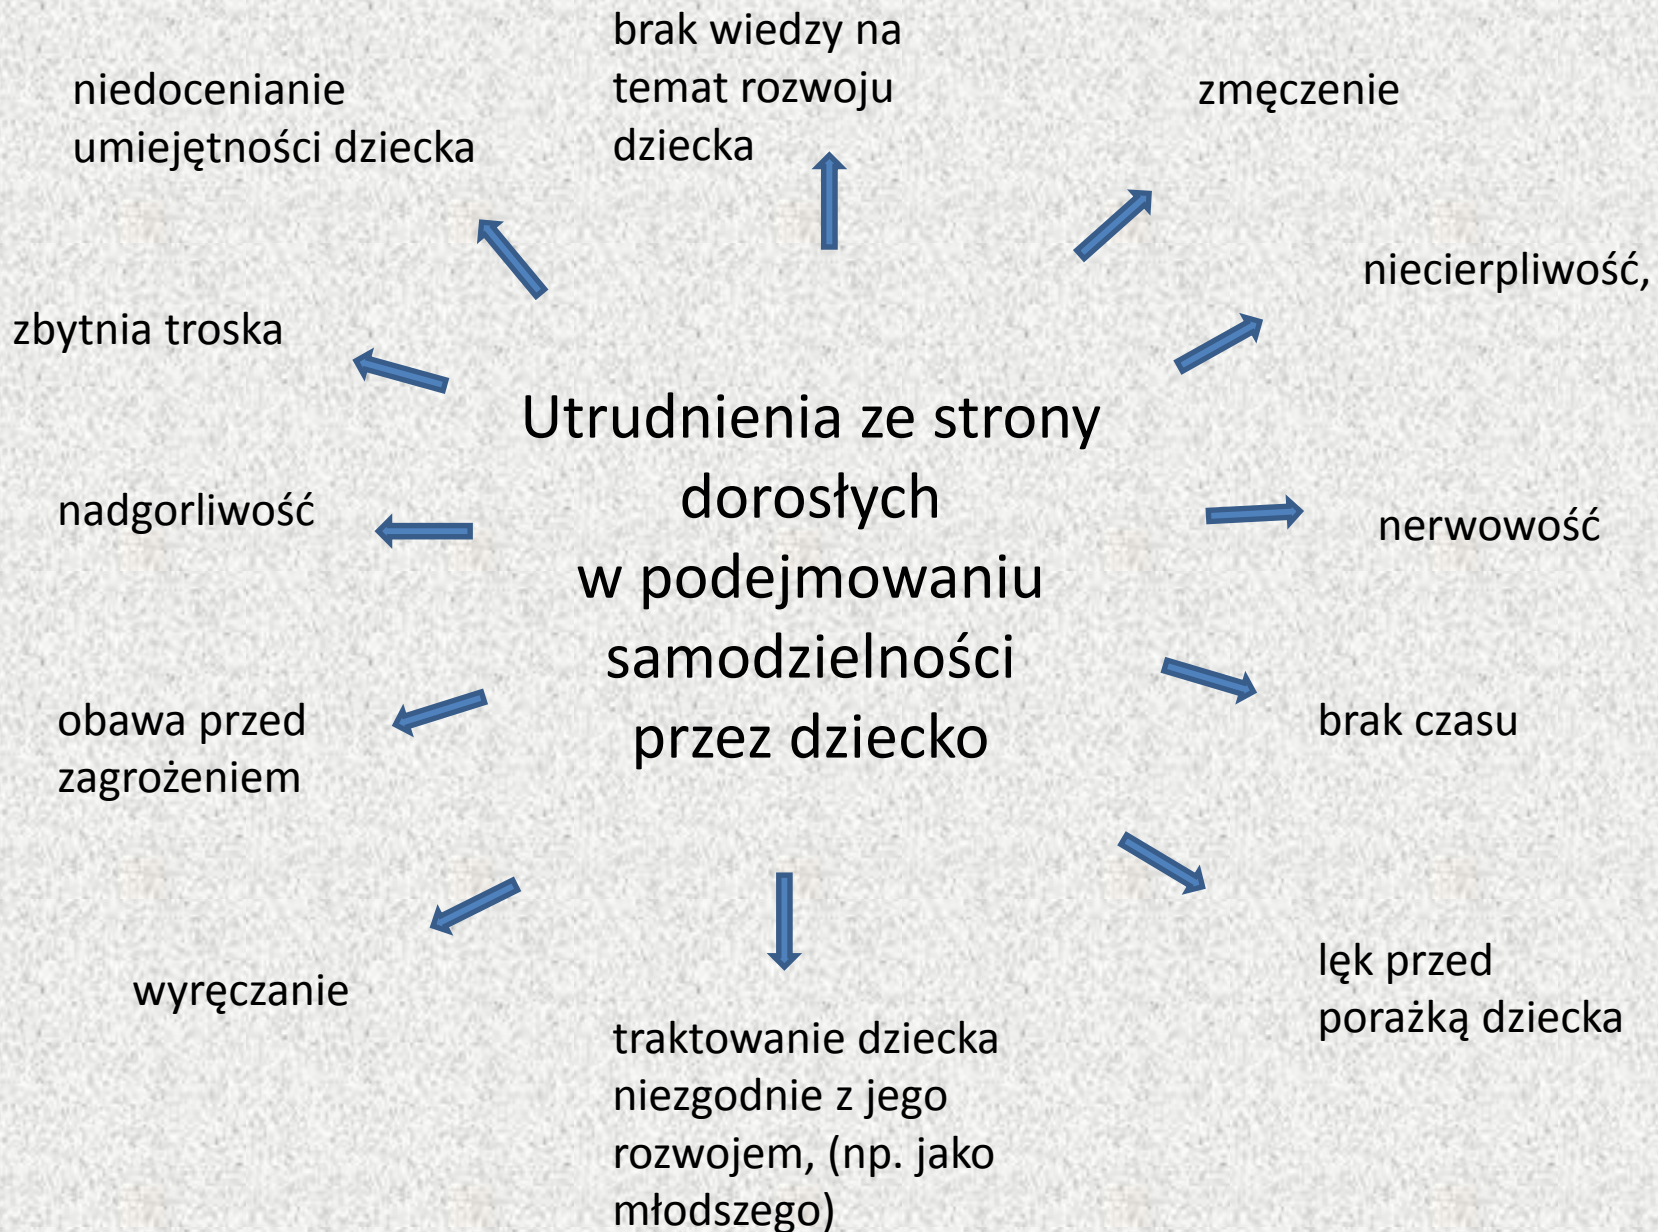 brak wiedzy na
temat rozwoju
dziecka
niedocenianie
umiejętności dziecka
zmęczenie
niecierpliwość,
zbytnia troska
Utrudnienia ze strony
dorosłych
w podejmowaniu
samodzielności
przez dziecko
nadgorliwość
nerwowość
obawa przed
zagrożeniem
brak czasu
wyręczanie
lęk przed
porażką dziecka
traktowanie dziecka
niezgodnie z jego
rozwojem, (np. jako
młodszego)